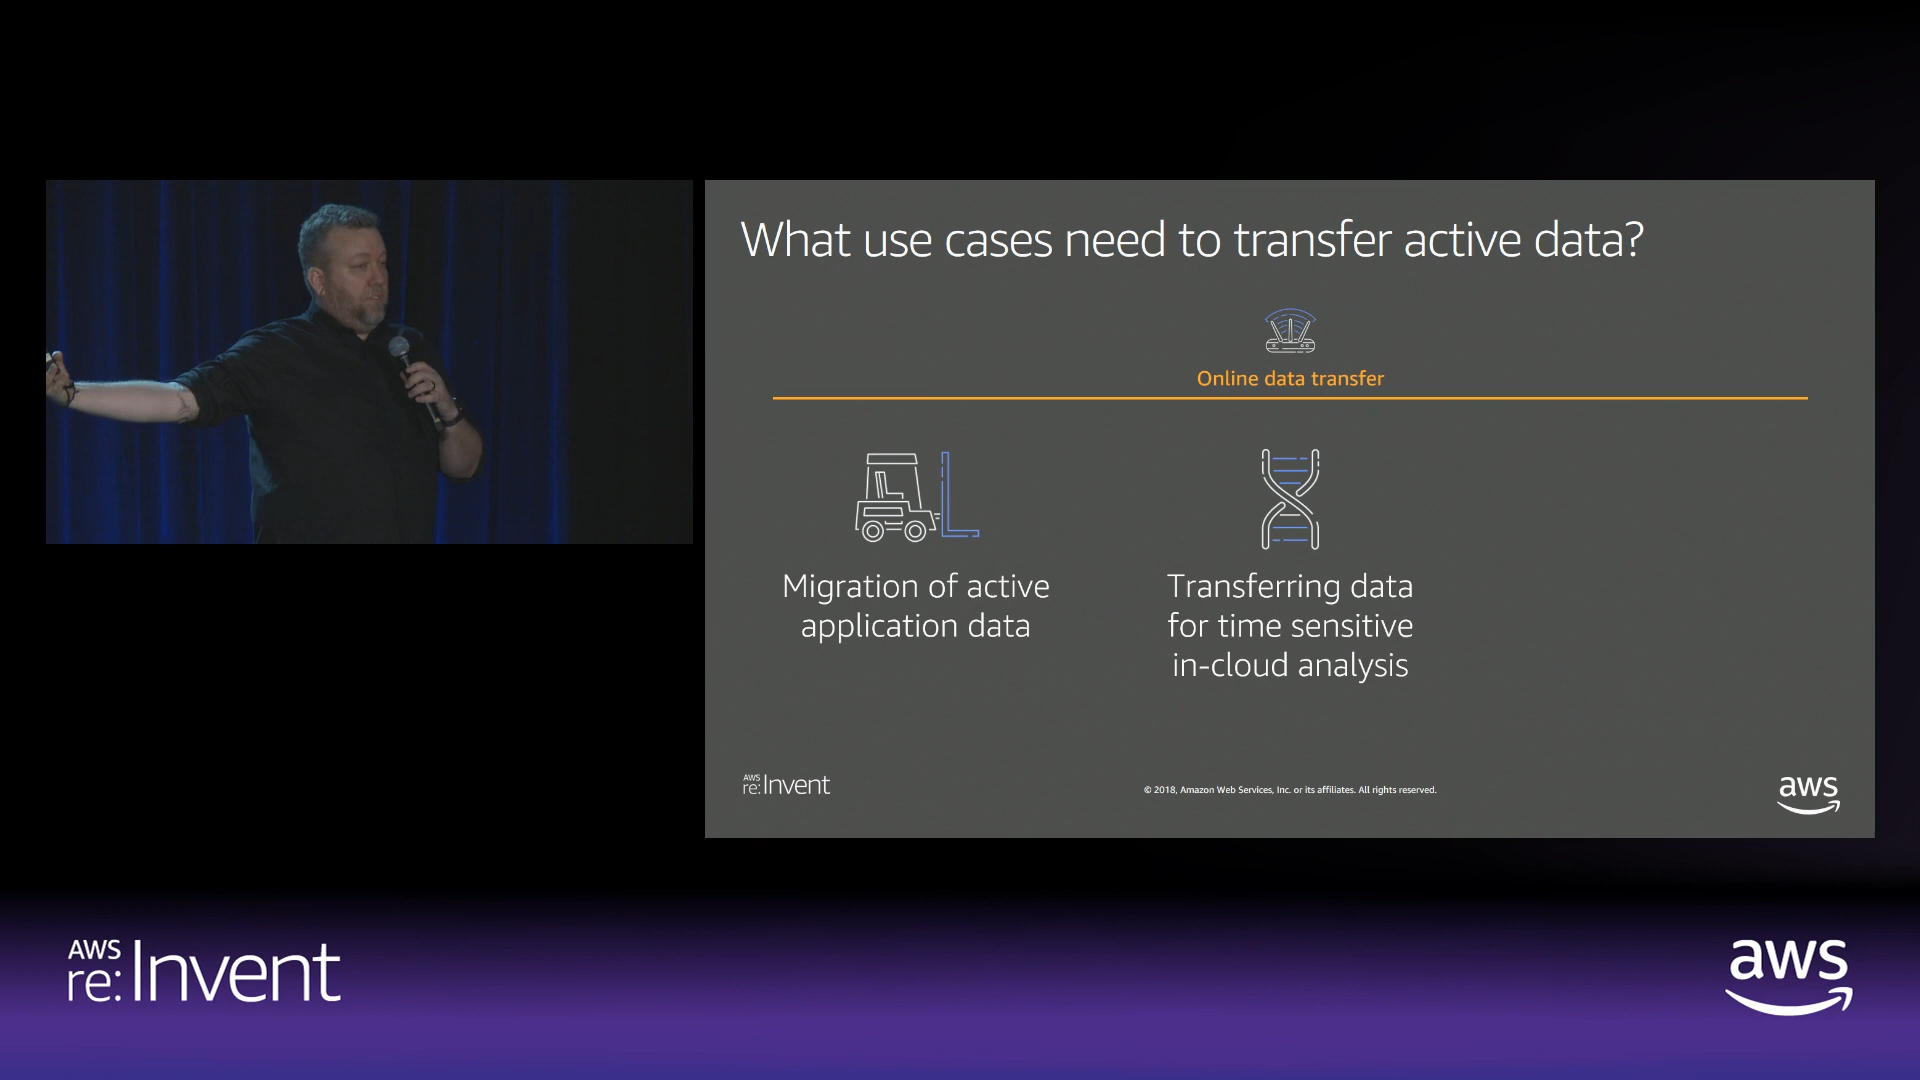 What use cases need to transfer active data?
Online data transfer
Migration of active
application data
Transferring data
for time sensitive
in-cloud analysis
AWS
re:Invent
© 2018, Amazon Web Services, Inc. or its affiliates. All rights reserved.
aws
AWS
re:Invent
aws